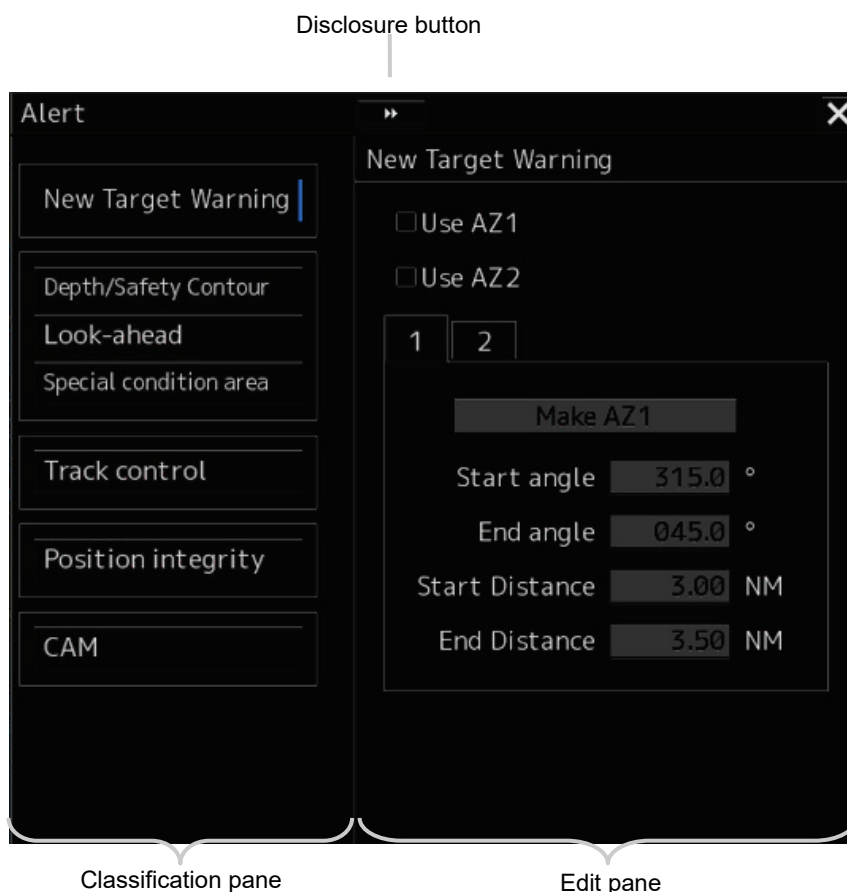 Disclosure button
Alert
New Target Warning
New Target Warning
Use AZ1
Depth/Safety Contour
Use AZ2
Look-ahead
1 2
Special condition area
Make AZ1
Track control
Start angle 315.0 °
End angle 045.0 °
Position integrity
Start Distance 3.00 NM
End Distance 3.50 NM
CAM
Classification pane
Edit pane